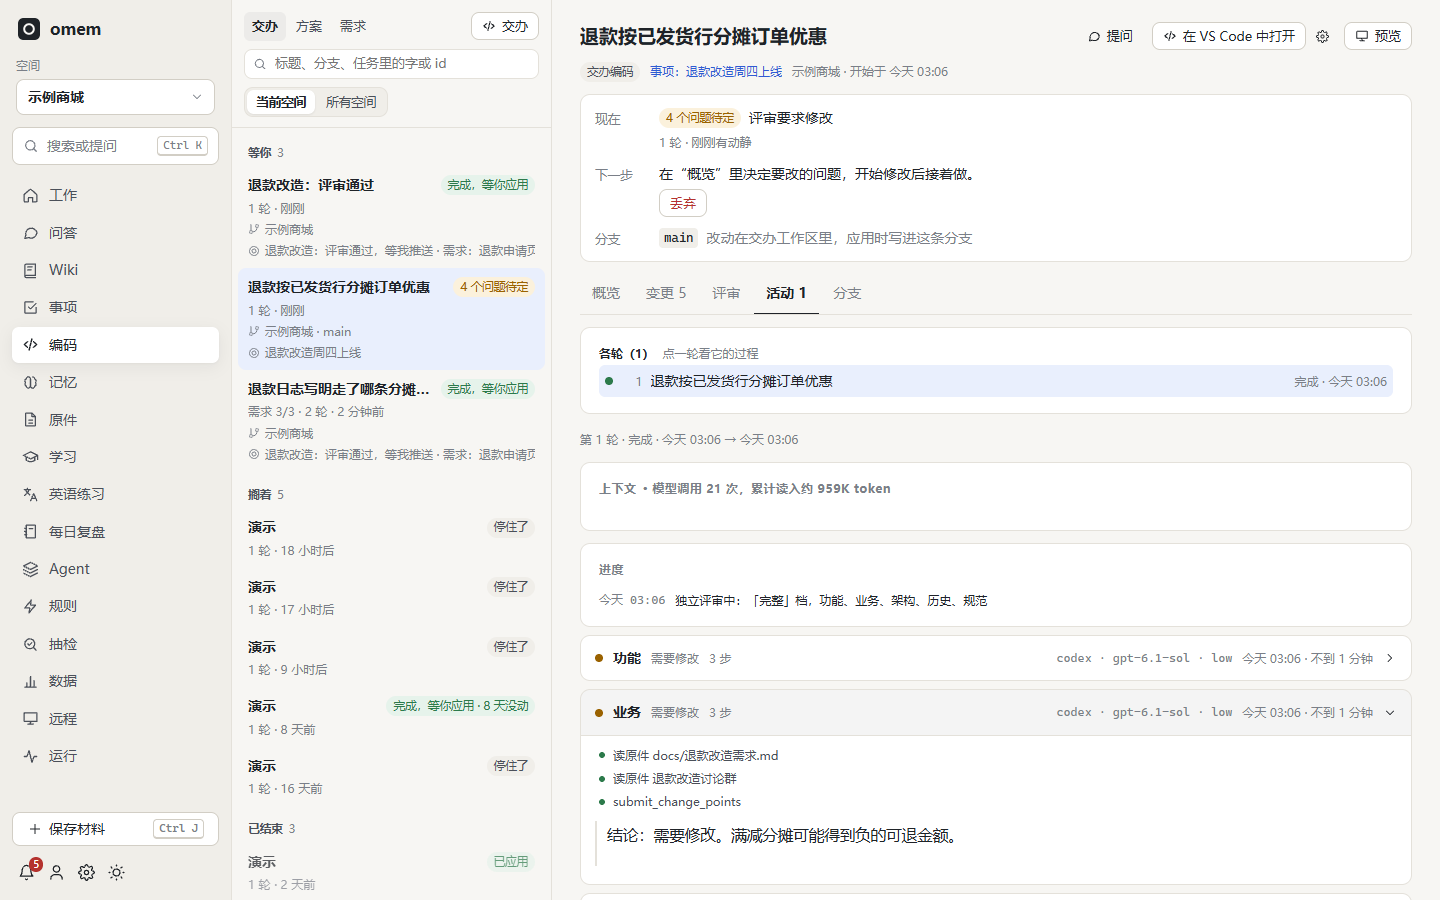 omem
空间
示例商城
搜索或提问 Ctrl K
工作
问答
Wiki
事项
编码
记忆
原件
学习
英语练习
每日复盘
Agent
规则
抽检
数据
远程
运行
保存材料 Ctrl J
5
交办 方案 需求 交办
标题、分支、任务里的字或 id
当前空间 所有空间
等你 3
退款改造：评审通过 完成，等你应用
1 轮 · 刚刚
示例商城
退款改造：评审通过，等我推送 · 需求：退款申请页
退款按已发货行分摊订单优惠 4 个问题待定
1 轮 · 刚刚
示例商城 · main
退款改造周四上线
退款日志写明走了哪条分摊… 完成，等你应用
需求 3/3 · 2 轮 · 2 分钟前
示例商城
退款改造：评审通过，等我推送 · 需求：退款申请页
搁着 5
演示 停住了
1 轮 · 18 小时后
演示 停住了
1 轮 · 17 小时后
演示 停住了
1 轮 · 9 小时后
演示 完成，等你应用 · 8 天没动
1 轮 · 8 天前
演示 停住了
1 轮 · 16 天前
已结束 3
演示 已应用
1 轮 · 2 天前
退款按已发货行分摊订单优惠 提问 在 VS Code 中打开 预览
交办编码 事项：退款改造周四上线 示例商城 · 开始于 今天 03:06
现在 4 个问题待定 评审要求修改
1 轮 · 刚刚有动静
下一步 在“概览”里决定要改的问题，开始修改后接着做。
丢弃
分支 main 改动在交办工作区里，应用时写进这条分支
概览 变更 5 评审 活动 1 分支
各轮（1） 点一轮看它的过程
1 退款按已发货行分摊订单优惠 完成 · 今天 03:06
第 1 轮 · 完成 · 今天 03:06 → 今天 03:06
上下文 · 模型调用 21 次，累计读入约 959K token
进度
今天 03:06 独立评审中：「完整」档，功能、业务、架构、历史、规范
功能 需要修改 3 步 codex · gpt-6.1-sol · low 今天 03:06 · 不到 1 分钟
业务 需要修改 3 步 codex · gpt-6.1-sol · low 今天 03:06 · 不到 1 分钟
读原件 docs/退款改造需求.md
读原件 退款改造讨论群
submit_change_points
结论：需要修改。满减分摊可能得到负的可退金额。